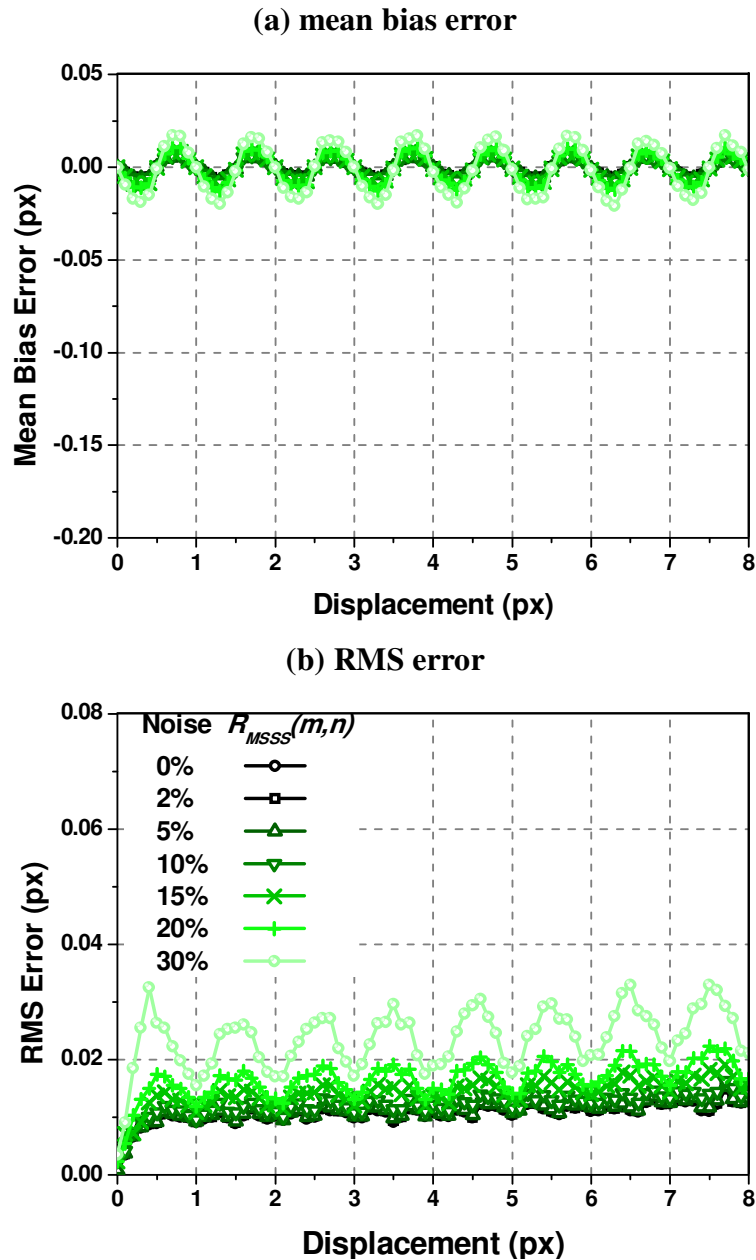 (a) mean bias error
0.05
0.00
-0.05
-0.10
-0.15
-0.20
Mean Bias Error (px)
0 1 2 3 4 5 6 7 8
Displacement (px)
(b) RMS error
0.08
0.06
0.04
0.02
0.00
RMS Error (px)
Noise R_MSSS(m,n)
0%
2%
5%
10%
15%
20%
30%
0 1 2 3 4 5 6 7 8
Displacement (px)